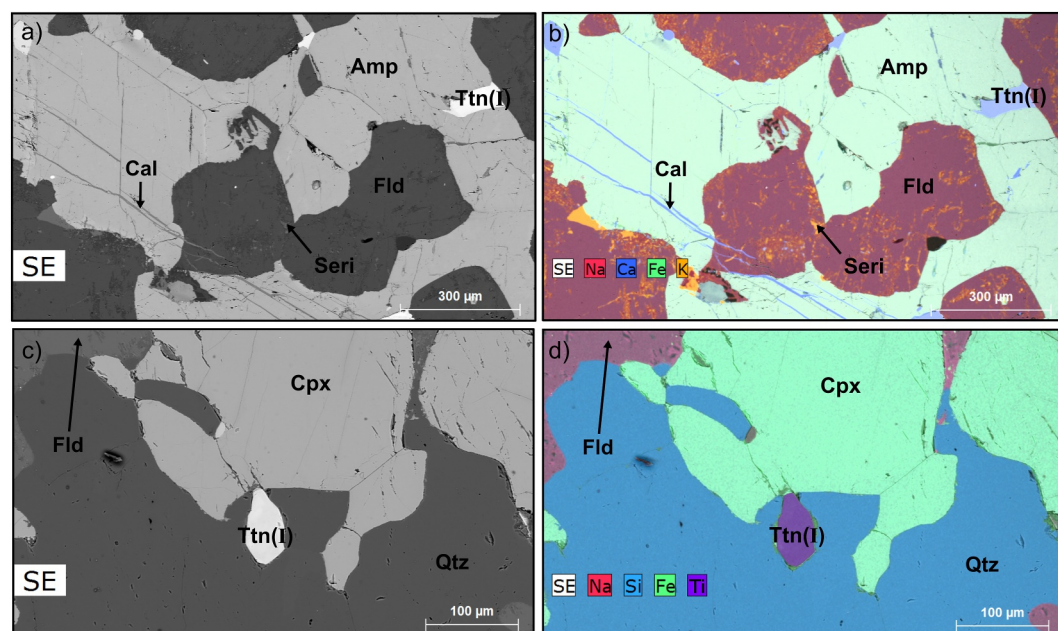 a)
Amp
Ttn(I)
Cal
Fld
SE
Seri
300 µm
b)
Amp
Ttn(I)
Cal
Fld
SE Na Ca Fe K
Seri
300 µm
c)
Cpx
Fld
Ttn(I)
Qtz
SE
100 µm
d)
Cpx
Fld
Ttn(I)
Qtz
SE Na Si Fe Ti
100 µm